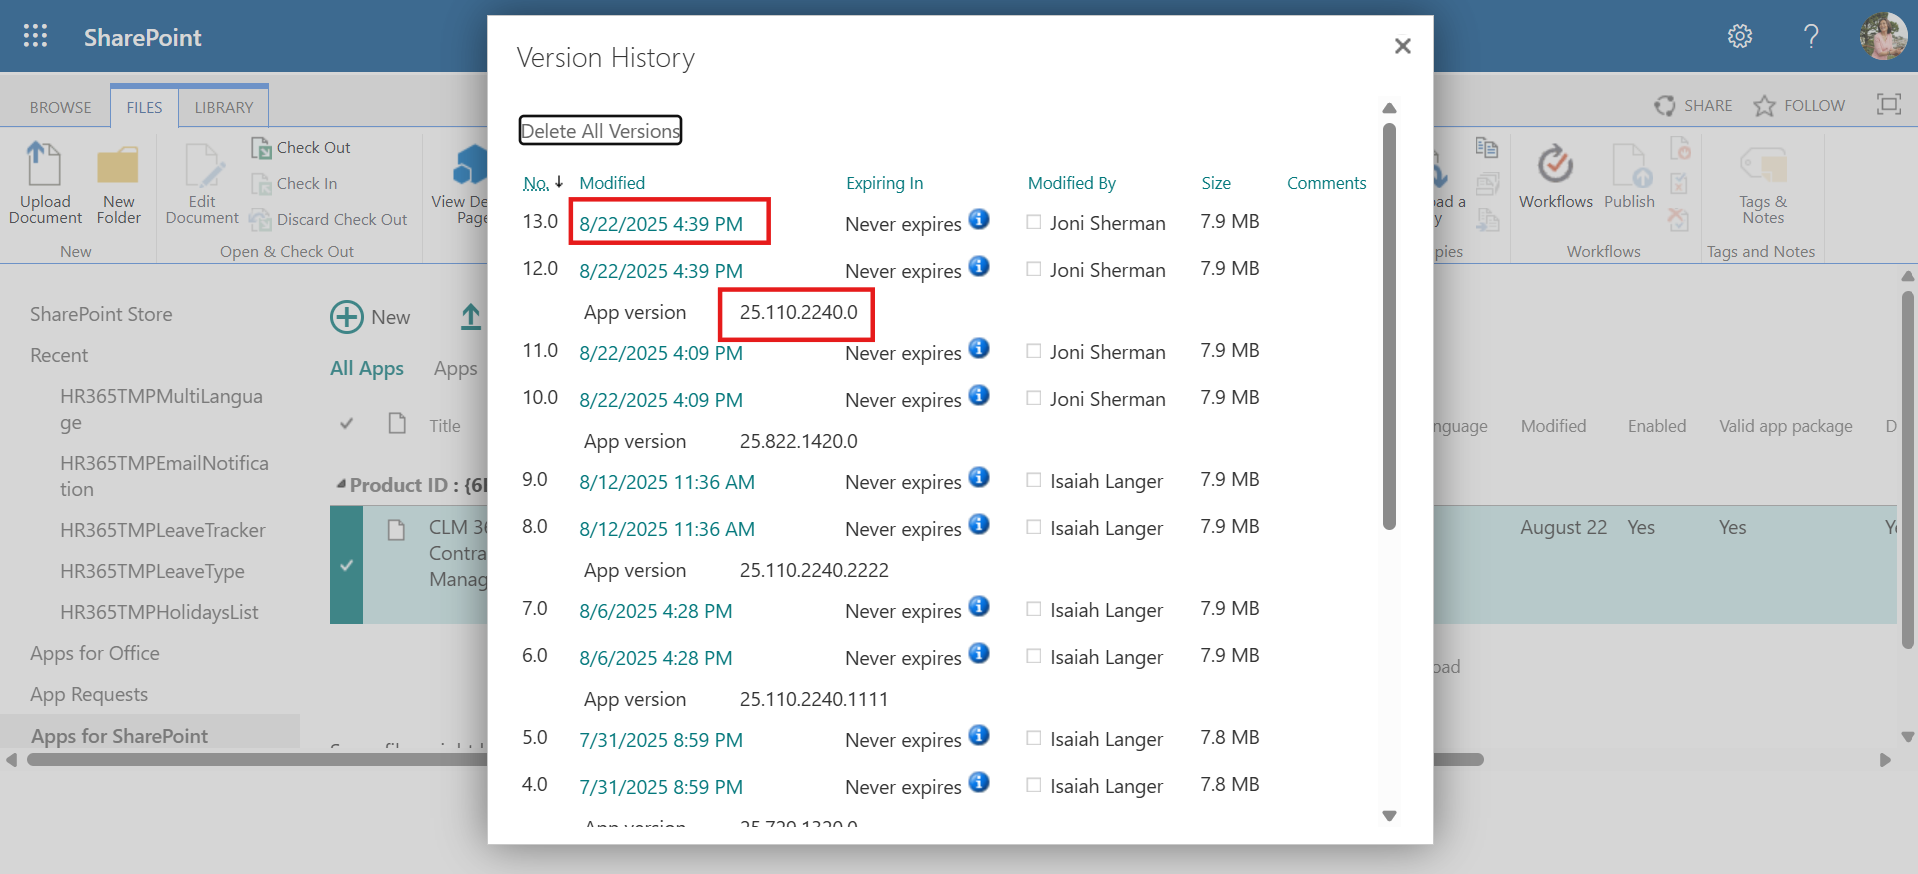 SharePoint
BROWSE FILES LIBRARY
SHARE FOLLOW
Upload Document
New Folder
New
Edit Document
Check Out
Check In
Discard Check Out
Open & Check Out
View De
Page
ad a
y
pies
Workflows
Publish
Workflows
Tags & Notes
Tags and Notes
SharePoint Store
Recent
HR365TMPMultiLangua
ge
HR365TMPEmailNotifica
tion
HR365TMPLeaveTracker
HR365TMPLeaveType
HR365TMPHolidaysList
Apps for Office
App Requests
Apps for SharePoint
New
All Apps Apps
Title
nguage Modified Enabled Valid app package D
Product ID : {6
CLM 36
Contra
Manag
August 22 Yes Yes Ye
oad
Version History
Delete All Versions
No. Modified Expiring In Modified By Size Comments
13.0 8/22/2025 4:39 PM Never expires Joni Sherman 7.9 MB
12.0 8/22/2025 4:39 PM Never expires Joni Sherman 7.9 MB
App version 25.110.2240.0
11.0 8/22/2025 4:09 PM Never expires Joni Sherman 7.9 MB
10.0 8/22/2025 4:09 PM Never expires Joni Sherman 7.9 MB
App version 25.822.1420.0
9.0 8/12/2025 11:36 AM Never expires Isaiah Langer 7.9 MB
8.0 8/12/2025 11:36 AM Never expires Isaiah Langer 7.9 MB
App version 25.110.2240.2222
7.0 8/6/2025 4:28 PM Never expires Isaiah Langer 7.9 MB
6.0 8/6/2025 4:28 PM Never expires Isaiah Langer 7.9 MB
App version 25.110.2240.1111
5.0 7/31/2025 8:59 PM Never expires Isaiah Langer 7.8 MB
4.0 7/31/2025 8:59 PM Never expires Isaiah Langer 7.8 MB
App version 25.729.1320.0